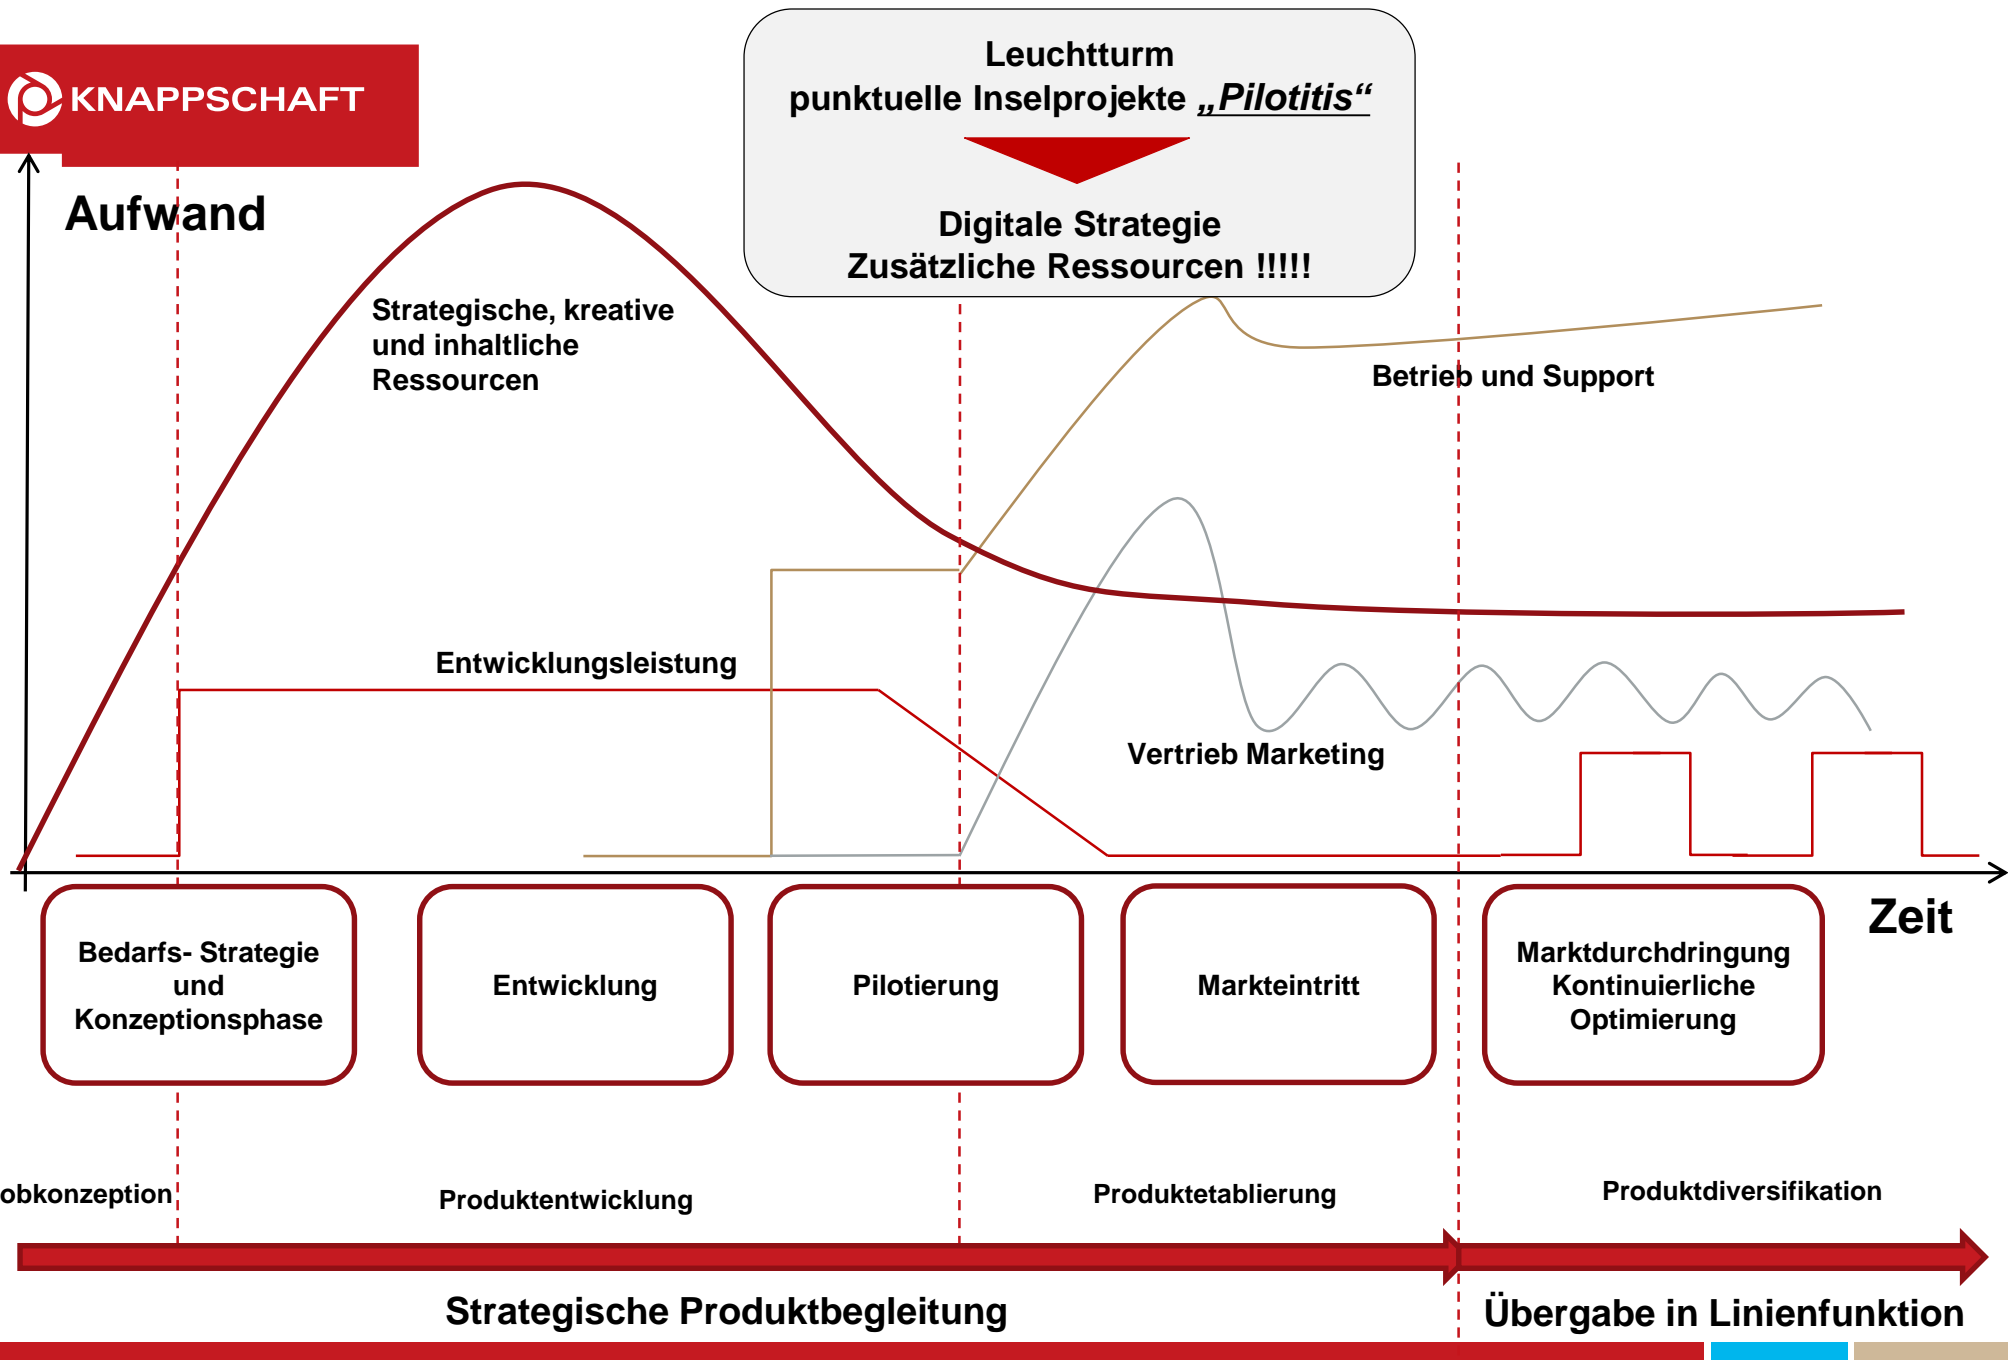 KNAPPSCHAFT
Leuchtturm
punktuelle Inselprojekte „Pilotitis“
Digitale Strategie
Zusätzliche Ressourcen !!!!!
Aufwand
Strategische, kreative
und inhaltliche
Ressourcen
Betrieb und Support
Entwicklungsleistung
Vertrieb Marketing
Zeit
Bedarfs- Strategie
und
Konzeptionsphase
Entwicklung
Pilotierung
Markteintritt
Marktdurchdringung
Kontinuierliche
Optimierung
obkonzeption
Produktentwicklung
Produktetablierung
Produktdiversifikation
Strategische Produktbegleitung
Übergabe in Linienfunktion